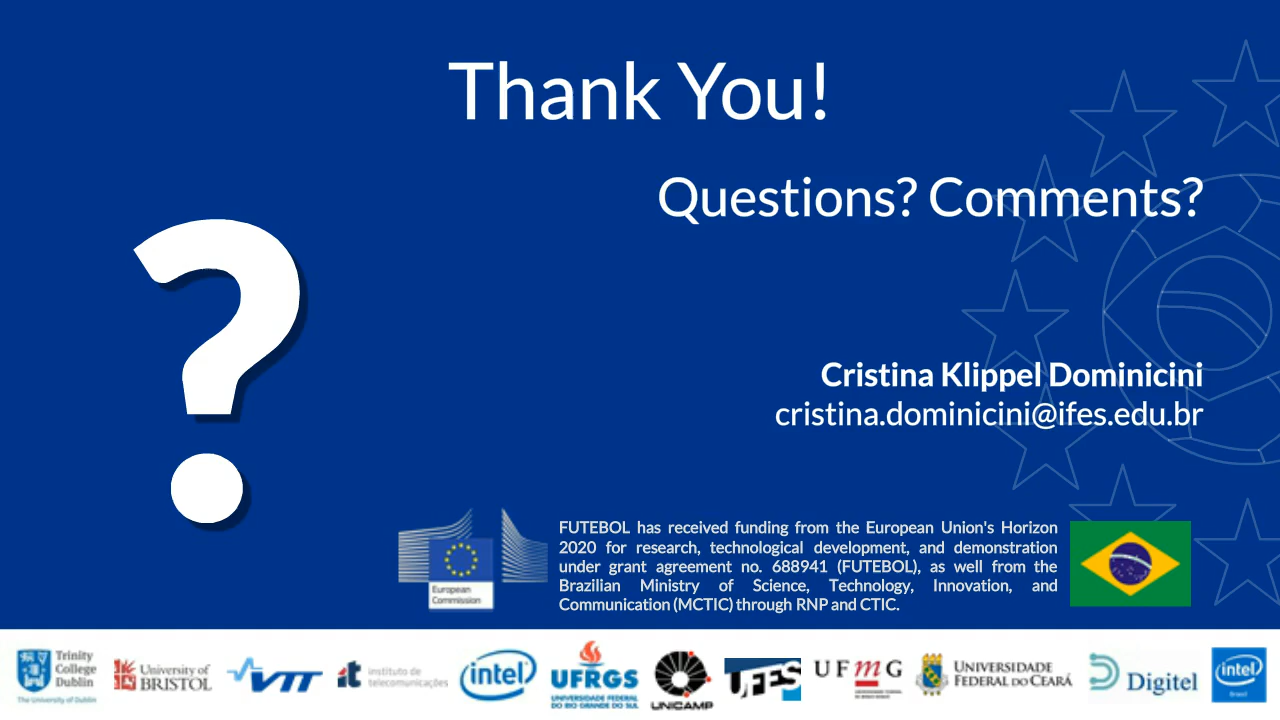 Thank You!
Questions? Comments?
?
Cristina Klippel Dominicini
cristina.dominicini@ifes.edu.br
European
Commission
FUTEBOL has received funding from the European Union's Horizon
2020 for research, technological development, and demonstration
under grant agreement no. 688941 (FUTEBOL), as well from the
Brazilian Ministry of Science, Technology, Innovation, and
Communication (MCTIC) through RNP and CTIC.
Trinity
College
Dublin
The University of Dublin
University of
BRISTOL
VTT
it
instituto de
telecomunicações
intel
UFRGS
UNIVERSIDADE FEDERAL
DO RIO GRANDE DO SUL
UNICAMP
UFES
UFmG
UNIVERSIDADE
FEDERAL DO CEARÁ
Digitel
intel
Brasil